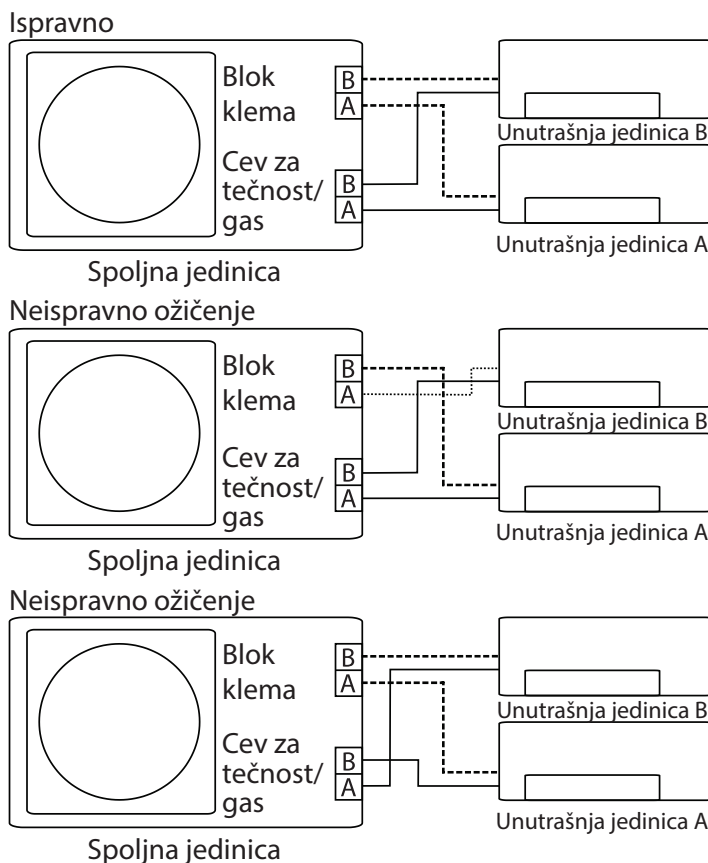 Ispravno
Blok
klema
B
A
Cev za
tečnost/
gas
B
A
Unutrašnja jedinica B
Unutrašnja jedinica A
Spoljna jedinica
Neispravno ožičenje
Blok
klema
B
A
Cev za
tečnost/
gas
B
A
Unutrašnja jedinica B
Unutrašnja jedinica A
Spoljna jedinica
Neispravno ožičenje
Blok
klema
B
A
Cev za
tečnost/
gas
B
A
Unutrašnja jedinica B
Unutrašnja jedinica A
Spoljna jedinica